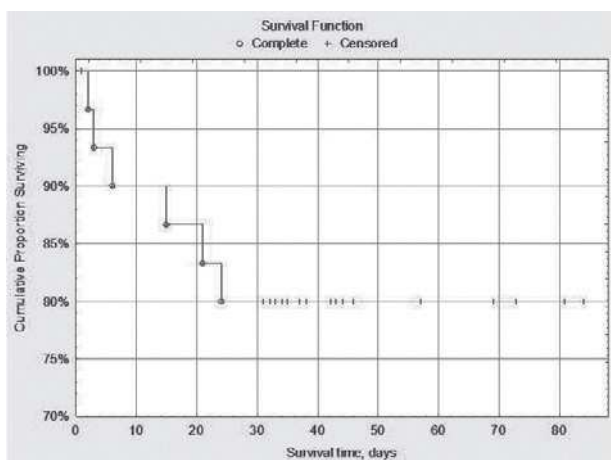 Survival Function
Complete Censored
Cumulative Proportion Surviving
100%
95%
90%
85%
80%
75%
70%
0 10 20 30 40 50 60 70 80
Survival time, days